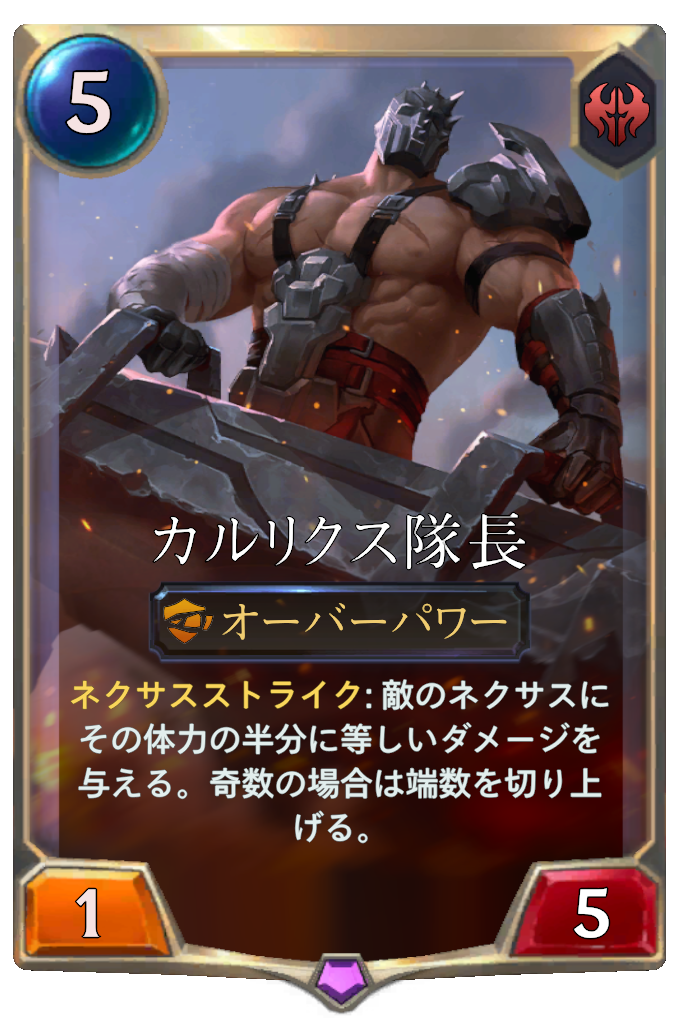 5
カルリクス隊長
オーバーパワー
ネクサスストライク: 敵のネクサスに
その体力の半分に等しいダメージを
与える。奇数の場合は端数を切り上
げる。
1
5